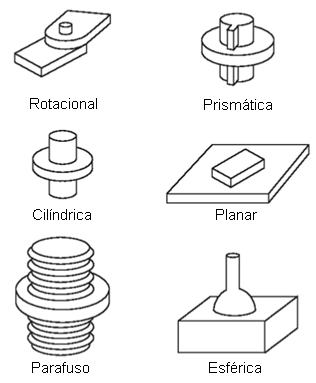 Rotacional
Prismática
Cilíndrica
Planar
Parafuso
Esférica